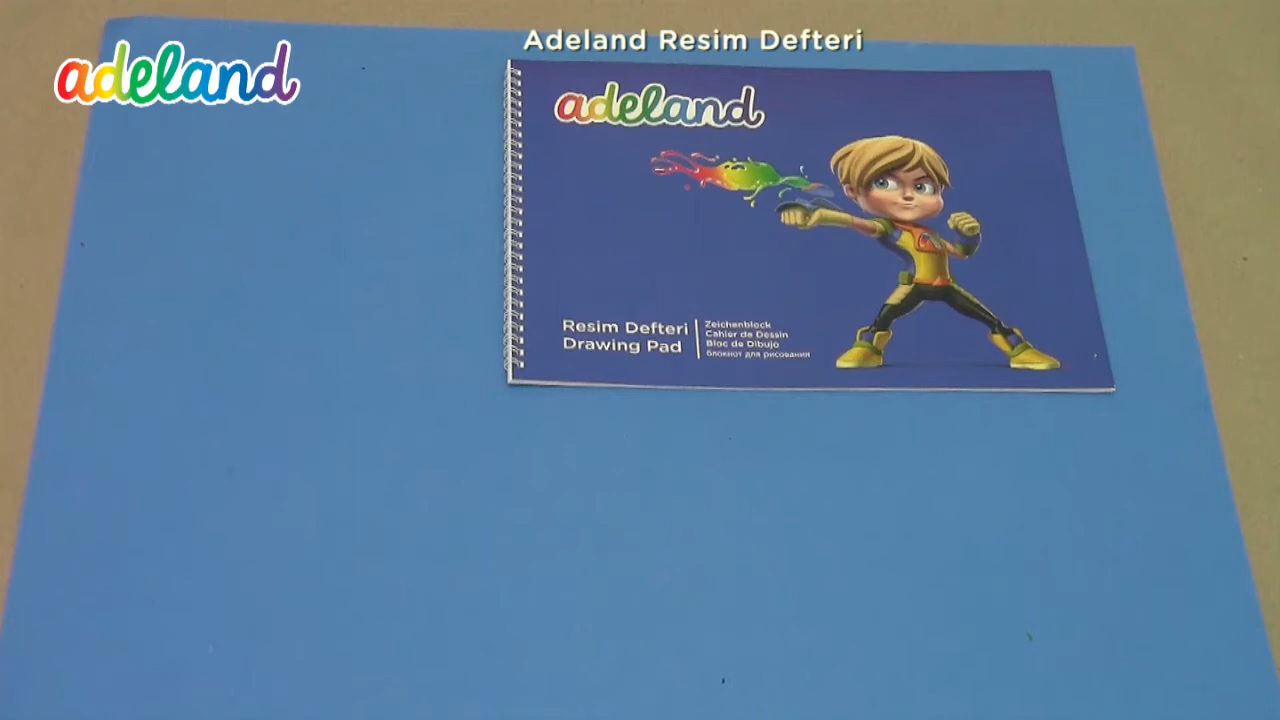 Adeland Resim Defteri
adeland
adeland
Resim Defteri
Drawing Pad
Zeichenblock
Cahier de Dessin
Bloc de Dibujo
блокнот для рисования